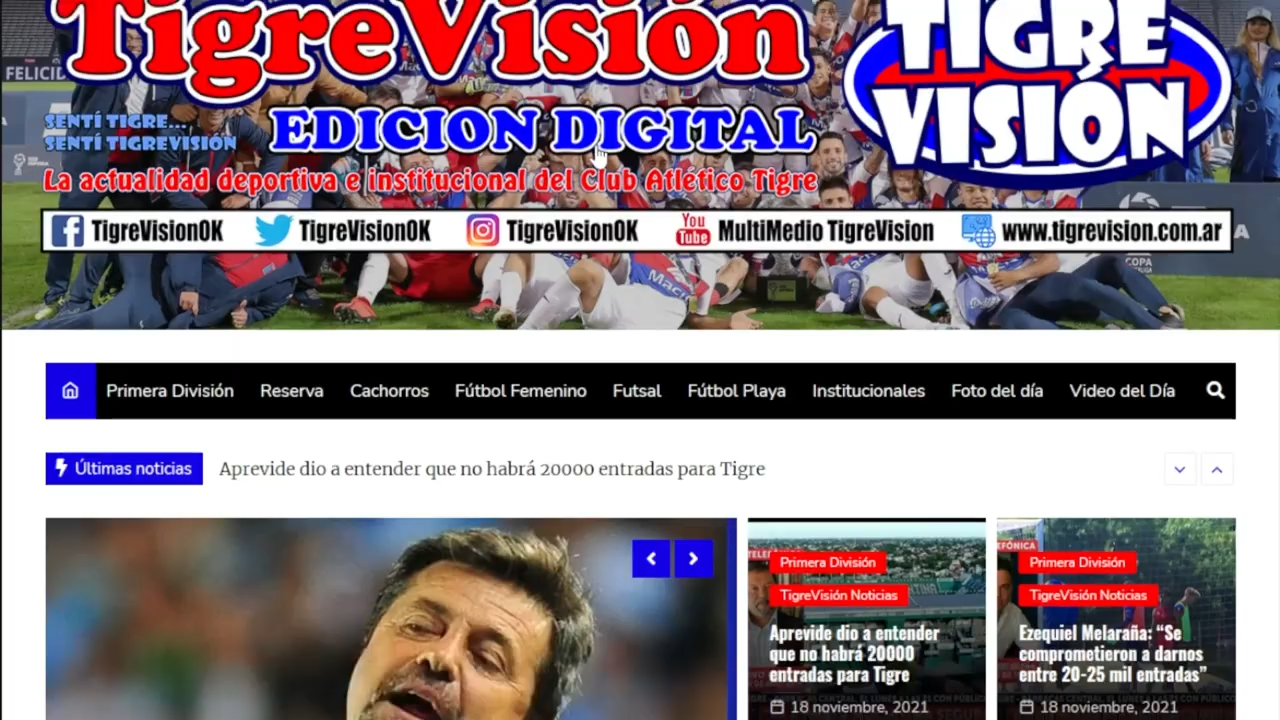 TigreVisión
TIGRE
VISIÓN
FELICID
SENTÍ TIGRE...
SENTÍ TIGREVISIÓN
EDICION DIGITAL
La actualidad deportiva e institucional del Club Atlético Tigre
TigreVisionOK
TigreVisionOK
TigreVisionOK
You
Tube
MultiMedio TigreVision
www.tigrevision.com.ar
COPA
Primera División Reserva Cachorros Fútbol Femenino Futsal Fútbol Playa Institucionales Foto del día Video del Día
Últimas noticias
Aprevide dio a entender que no habrá 20000 entradas para Tigre
Primera División
TigreVisión Noticias
Aprevide dio a entender
que no habrá 20000
entradas para Tigre
18 noviembre, 2021
Primera División
TigreVisión Noticias
Ezequiel Melaraña: “Se
comprometieron a darnos
entre 20-25 mil entradas”
18 noviembre, 2021